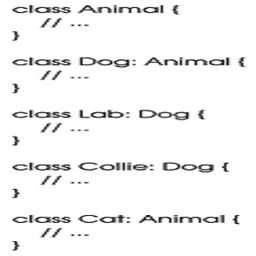 class Animal {
// ...
}
class Dog: Animal {
// ...
}
class Lab: Dog {
// ...
}
class Collie: Dog {
// ...
}
class Cat: Animal {
// ...
}